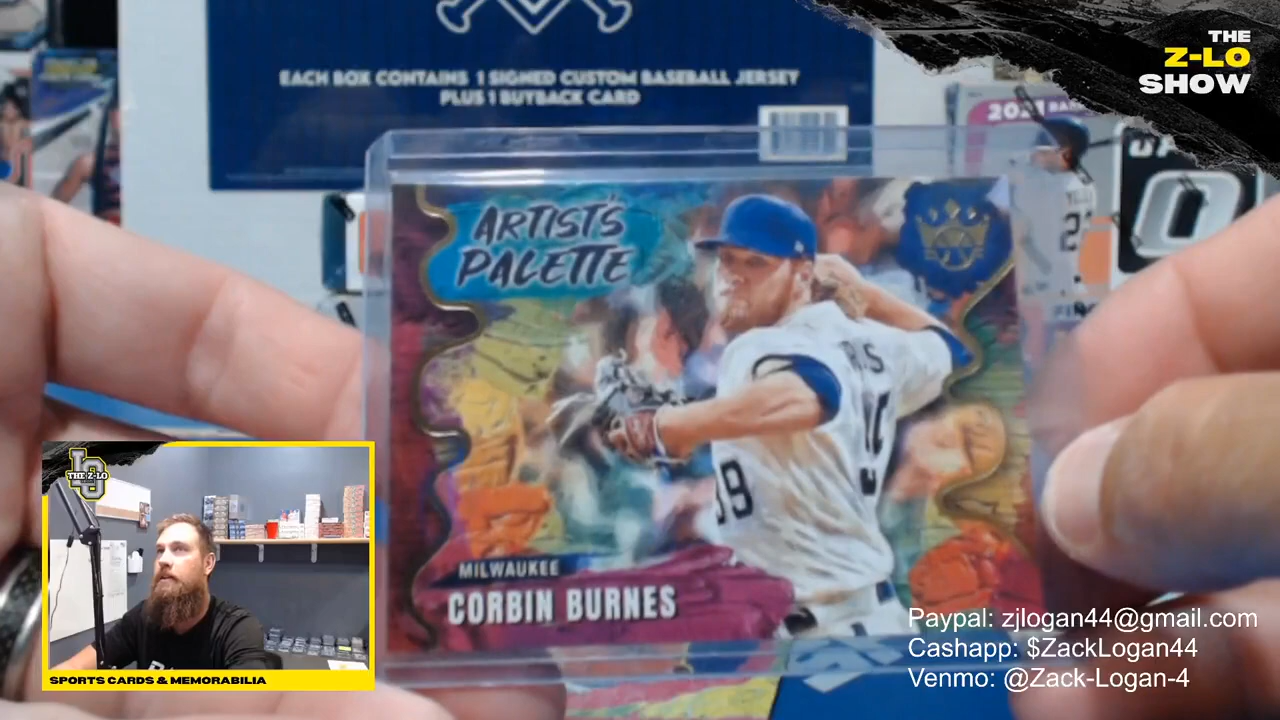 EACH BOX CONTAINS 1 SIGNED CUSTOM BASEBALL JERSEY
PLUS 1 BUYBACK CARD
THE
Z-LO
SHOW
2021
ARTIST'S
PALETTE
MILWAUKEE
CORBIN BURNES
39
THE Z-LO
SPORTS CARDS & MEMORABILIA
Paypal: zjlogan44@gmail.com
Cashapp: $ZackLogan44
Venmo: @Zack-Logan-4